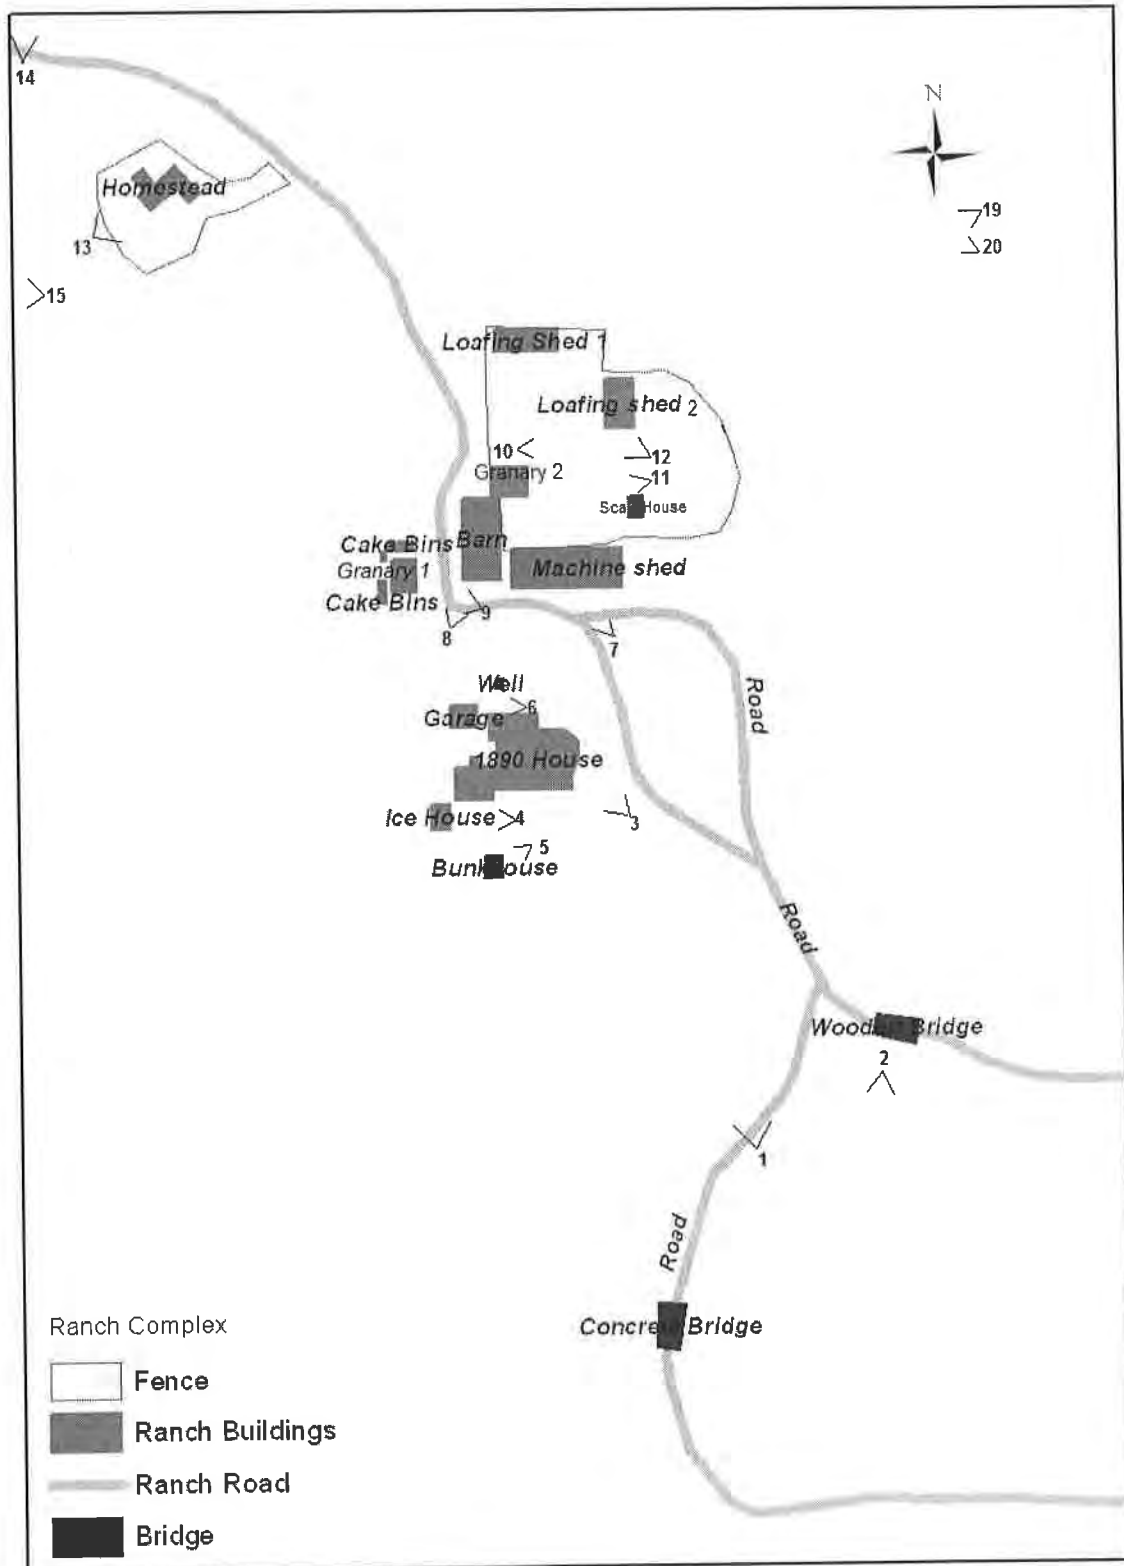 14
N
Homestead
13
19
20
15
Loafing Shed 1
Loafing shed 2
10
12
Granary 2
11
Scale House
Cake Bins
Barn
Granary 1
Machine shed
Cake Bins
8
9
7
Well
6
Garage
Road
1890 House
Ice House
4
3
5
Bunkhouse
Road
Wooden Bridge
2
1
Road
Concrete Bridge
Ranch Complex
Fence
Ranch Buildings
Ranch Road
Bridge